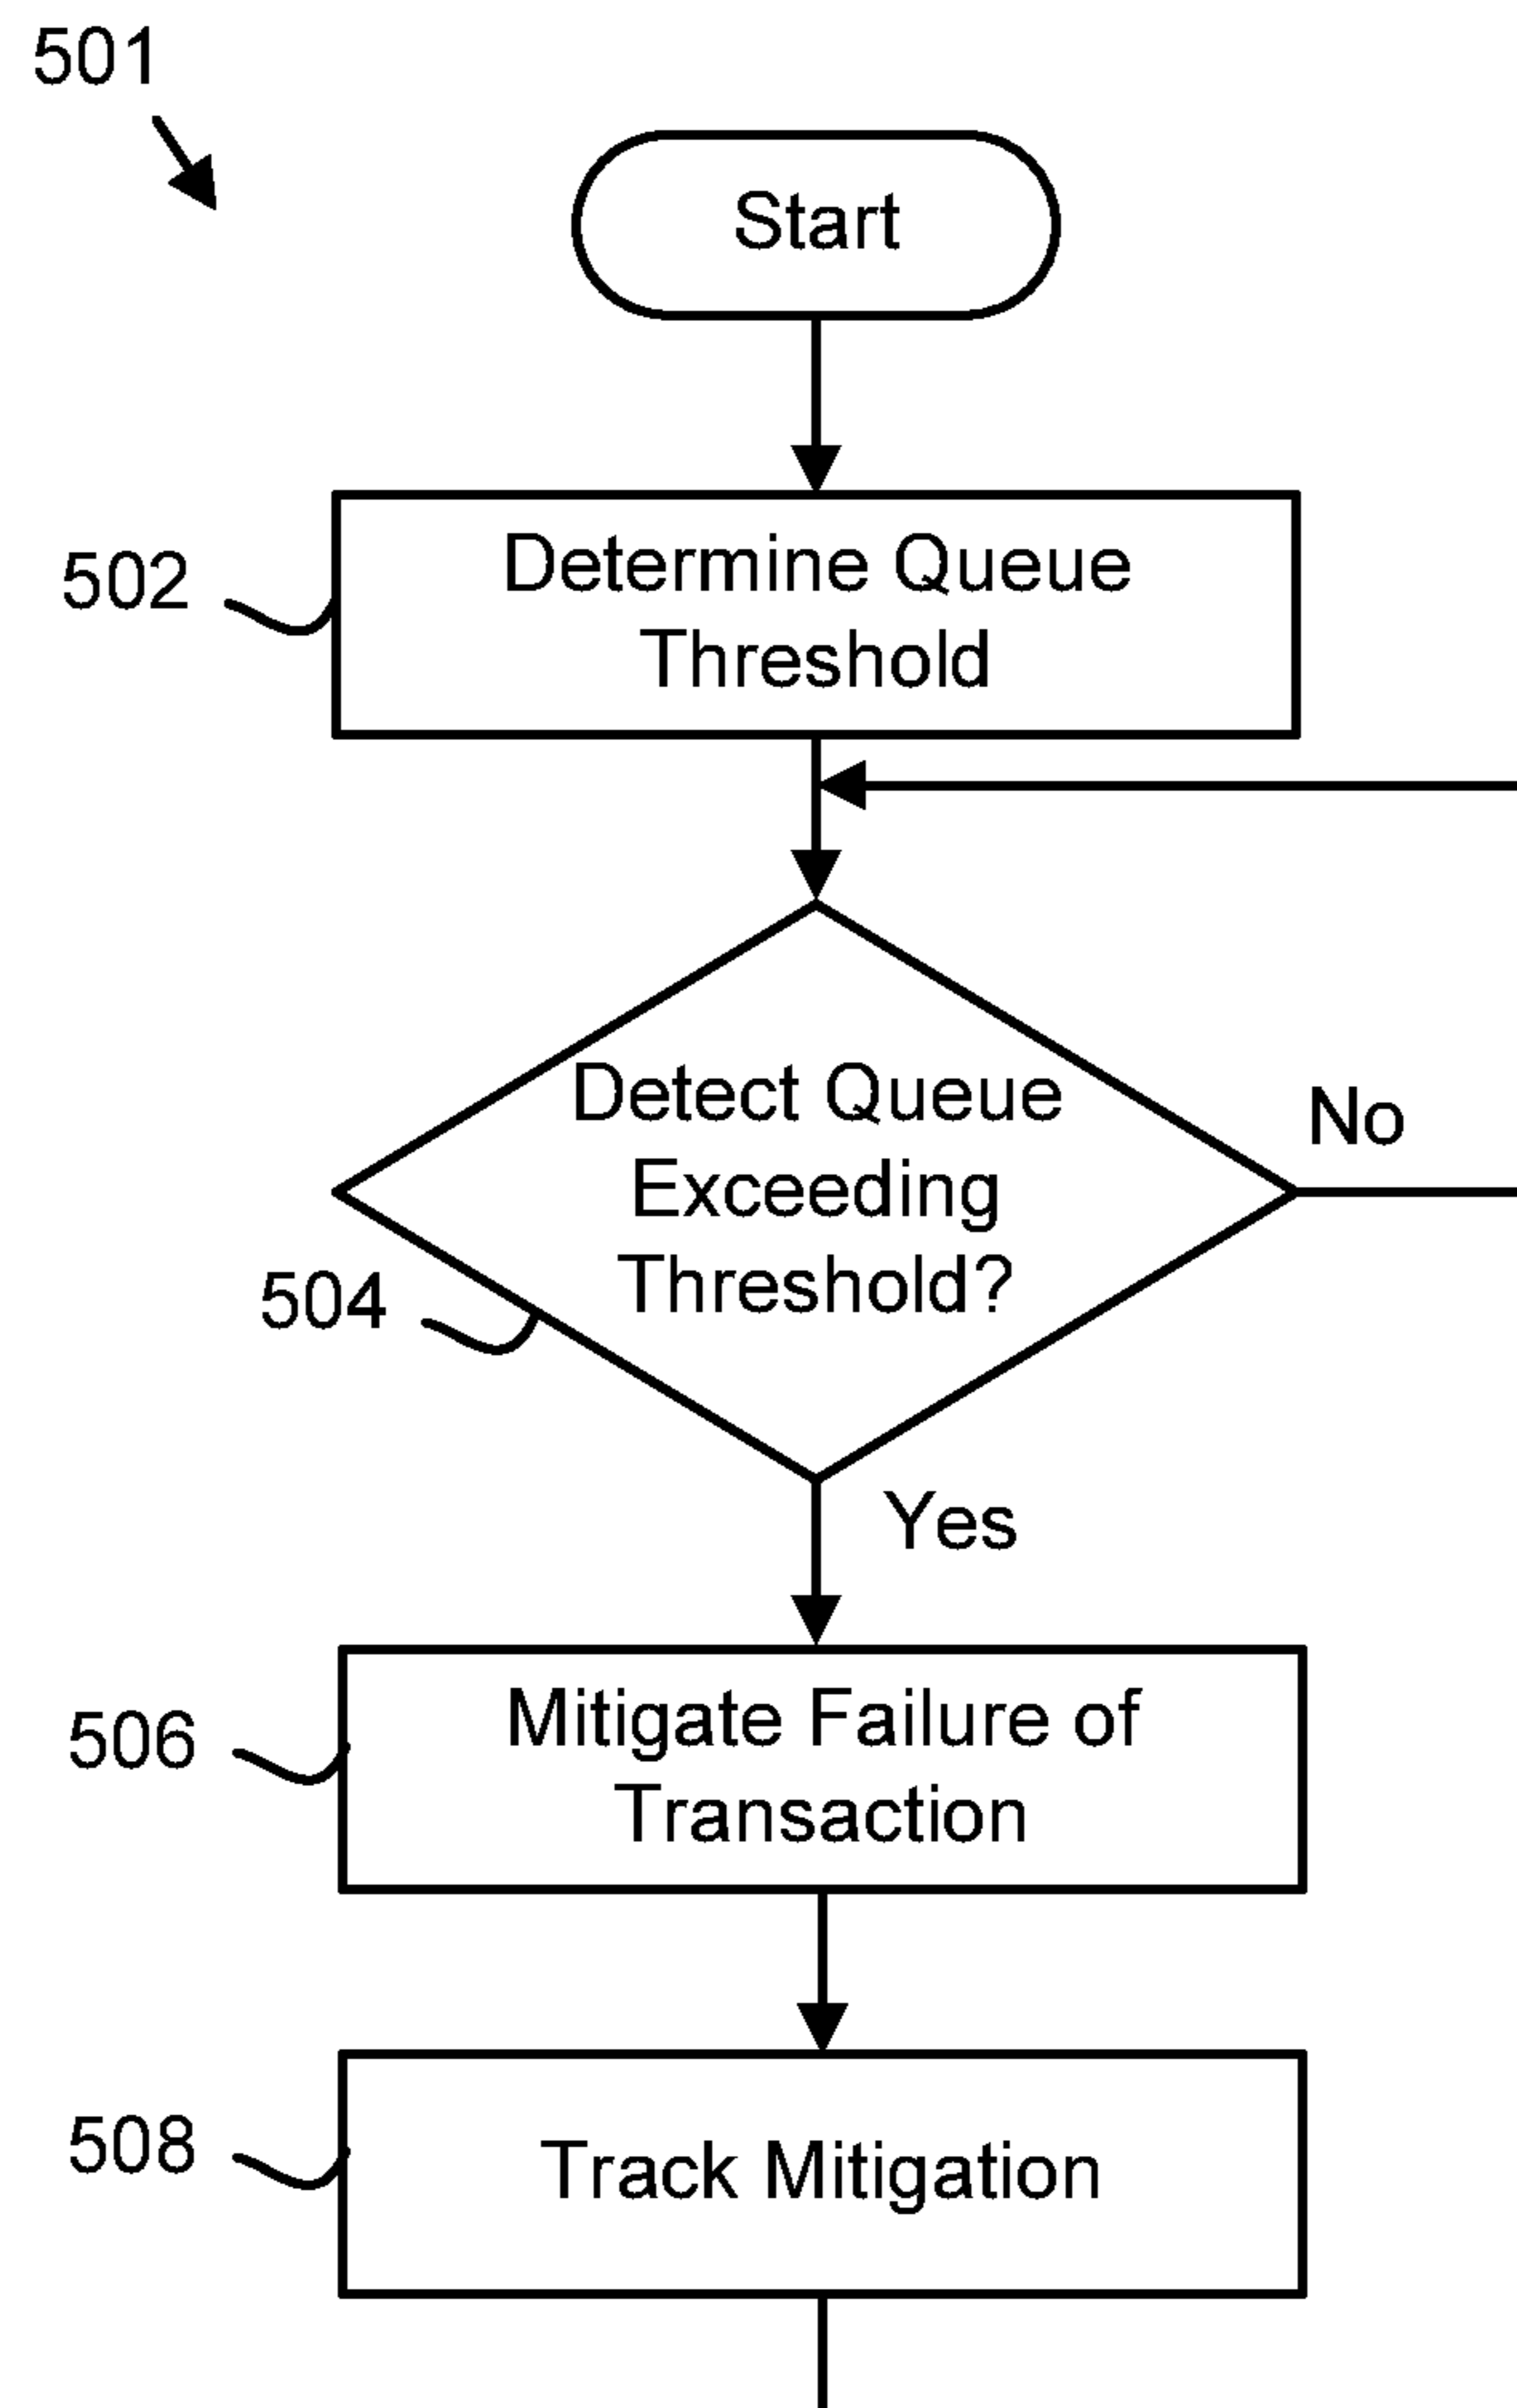 501
Start
502
Determine Queue
Threshold
Detect Queue
Exceeding
Threshold?
No
504
Yes
506
Mitigate Failure of
Transaction
508
Track Mitigation